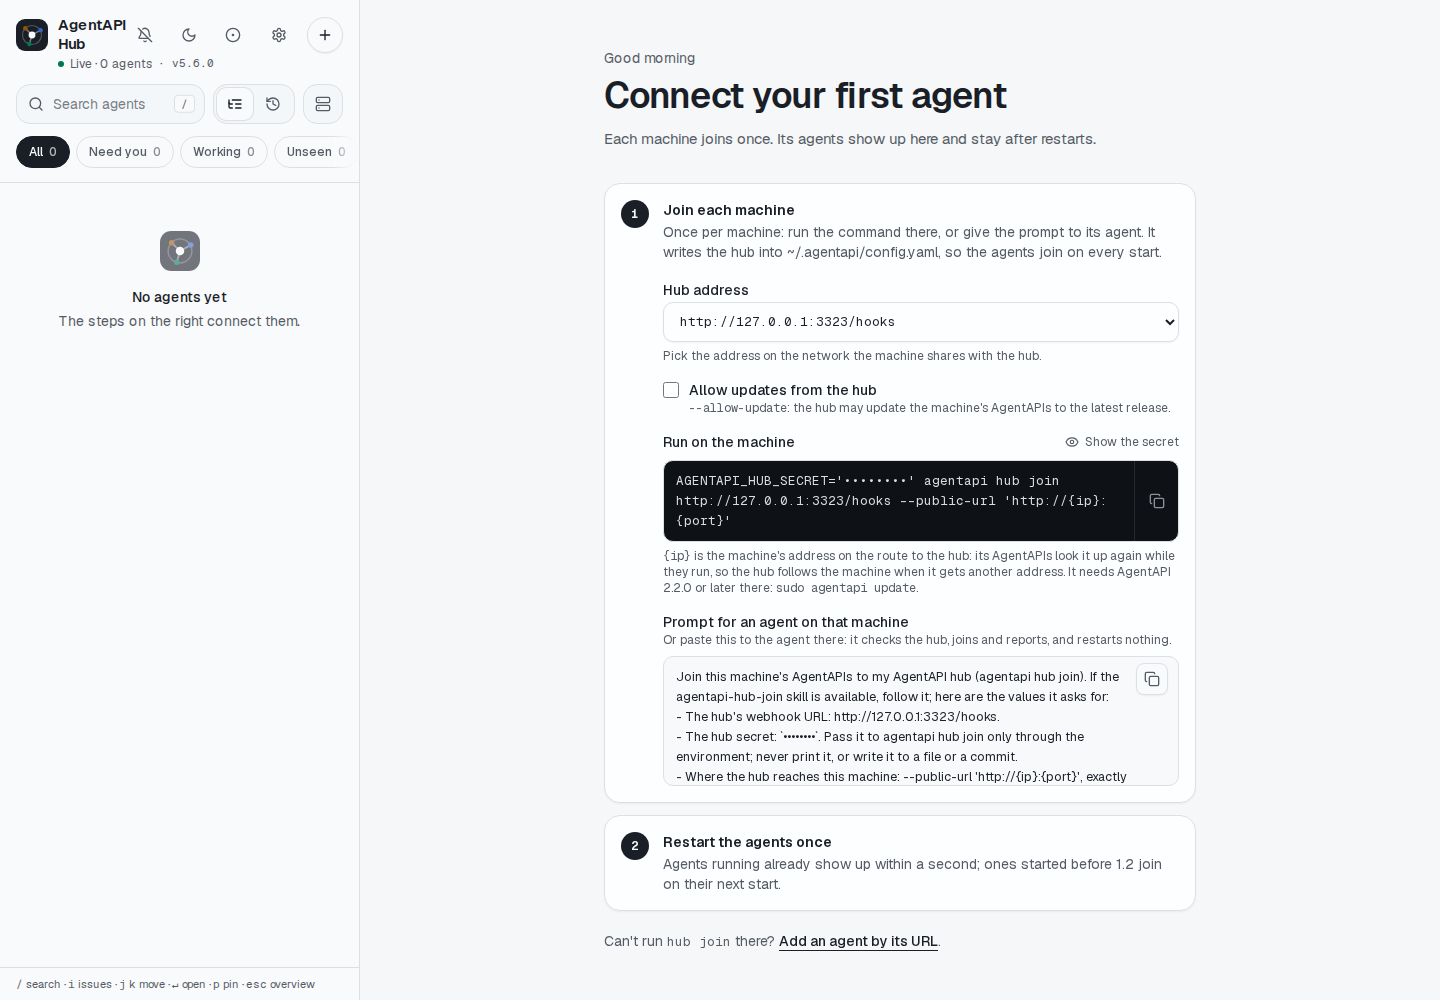 AgentAPI
Hub
Live · 0 agents · v5.6.0
Search agents /
All 0 Need you 0 Working 0 Unseen 0
No agents yet
The steps on the right connect them.
/ search · i issues · j k move · ↵ open · p pin · esc overview
Good morning
Connect your first agent
Each machine joins once. Its agents show up here and stay after restarts.
1
Join each machine
Once per machine: run the command there, or give the prompt to its agent. It
writes the hub into ~/.agentapi/config.yaml, so the agents join on every start.
Hub address
http://127.0.0.1:3323/hooks
Pick the address on the network the machine shares with the hub.
Allow updates from the hub
--allow-update: the hub may update the machine's AgentAPIs to the latest release.
Run on the machine Show the secret
AGENTAPI_HUB_SECRET='••••••••' agentapi hub join
http://127.0.0.1:3323/hooks --public-url 'http://{ip}:
{port}'
{ip} is the machine's address on the route to the hub: its AgentAPIs look it up again while
they run, so the hub follows the machine when it gets another address. It needs AgentAPI
2.2.0 or later there: sudo agentapi update.
Prompt for an agent on that machine
Or paste this to the agent there: it checks the hub, joins and reports, and restarts nothing.
Join this machine's AgentAPIs to my AgentAPI hub (agentapi hub join). If the
agentapi-hub-join skill is available, follow it; here are the values it asks for:
- The hub's webhook URL: http://127.0.0.1:3323/hooks.
- The hub secret: `••••••••`. Pass it to agentapi hub join only through the
environment; never print it, or write it to a file or a commit.
- Where the hub reaches this machine: --public-url 'http://{ip}:{port}', exactly
2
Restart the agents once
Agents running already show up within a second; ones started before 1.2 join
on their next start.
Can't run hub join there? Add an agent by its URL.